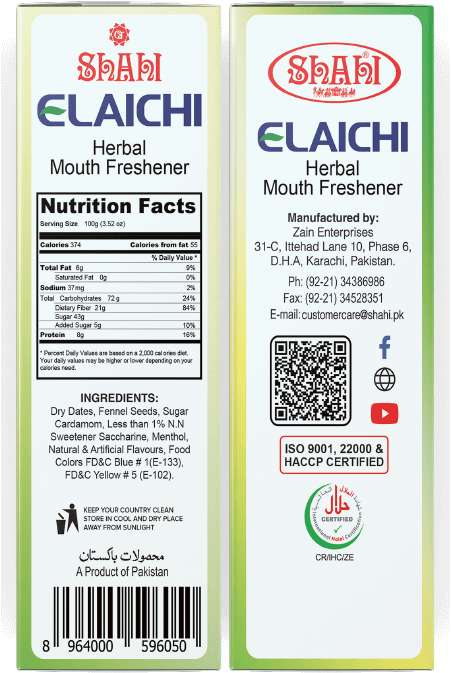 SHAHI
ELAICHI
Herbal
Mouth Freshener
Nutrition Facts
Serving Size 100g (3.52 oz)
Calories 374 Calories from fat 55
% Daily Value *
Total Fat 6g 9%
Saturated Fat 0g 0%
Sodium 37mg 2%
Total Carbohydrates 72g 24%
Dietary Fiber 21g 84%
Sugar 43g
Added Sugar 5g 10%
Protein 8g 16%
* Percent Daily Values are based on a 2,000 calories diet.
Your daily values may be higher or lower depending on your
calories need.
INGREDIENTS:
Dry Dates, Fennel Seeds, Sugar
Cardamom, Less than 1% N.N
Sweetener Saccharine, Menthol,
Natural & Artificial Flavours, Food
Colors FD&C Blue # 1(E-133),
FD&C Yellow # 5 (E-102).
KEEP YOUR COUNTRY CLEAN
STORE IN COOL AND DRY PLACE
AWAY FROM SUNLIGHT
محصولات باکستان
A Product of Pakistan
8 964000 596050
SHAHI®
ELAICHI
Herbal
Mouth Freshener
Manufactured by:
Zain Enterprises
31-C, Ittehad Lane 10, Phase 6,
D.H.A, Karachi, Pakistan.
Ph: (92-21) 34386986
Fax: (92-21) 34528351
E-mail: customercare@shahi.pk
ISO 9001, 22000 &
HACCP CERTIFIED
حلال
CERTIFIED
International Halal Certification
CR/IHC/ZE